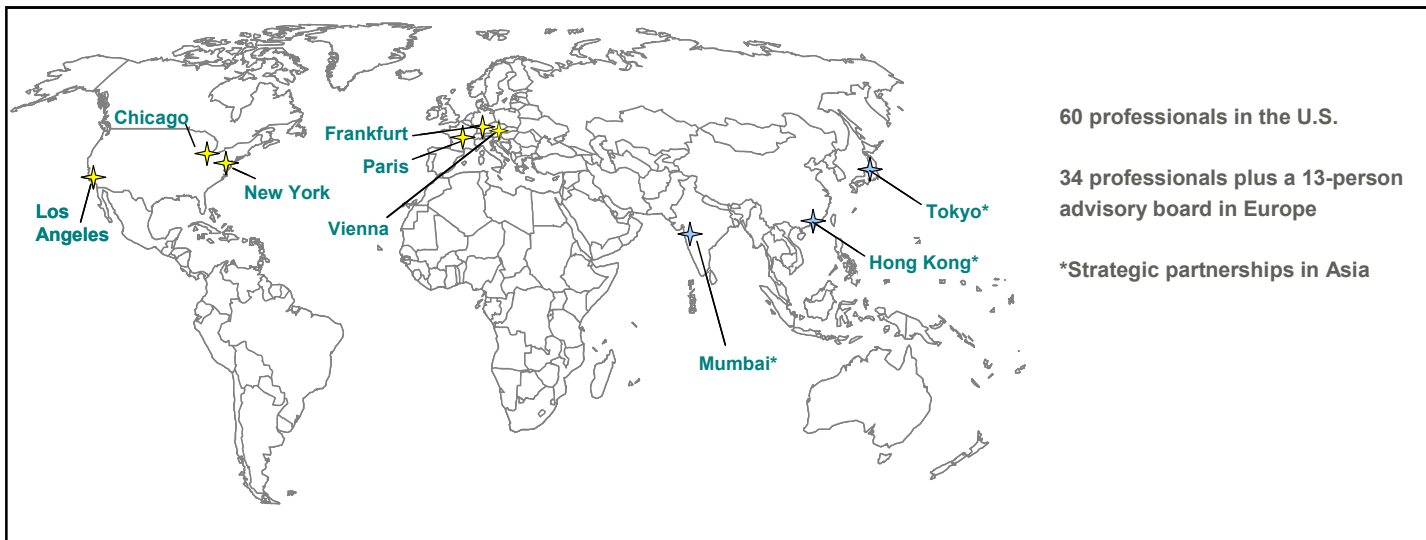 Chicago
New York
Los
Angeles
Frankfurt
Paris
Vienna
Tokyo*
Hong Kong*
Mumbai*
60 professionals in the U.S.
34 professionals plus a 13-person
advisory board in Europe
*Strategic partnerships in Asia